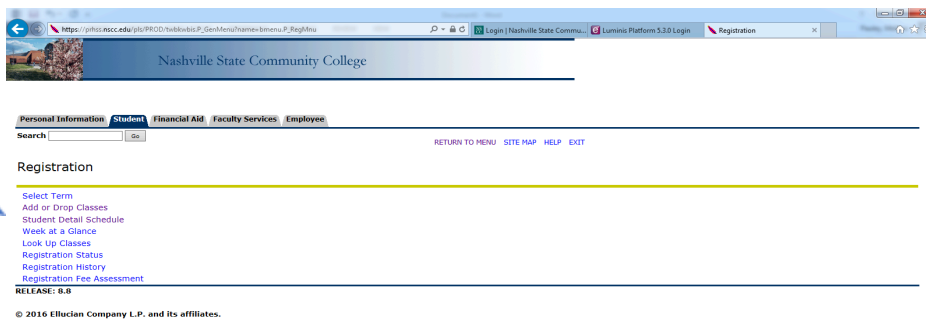 https://prhss.nscc.edu/pls/PROD/twbkwbis.P_GenMenu?name=bmenu.P_RegMnu
Login | Nashville State Commu... Luminis Platform 5.3.0 Login Registration
Nashville State Community College
Personal Information Student Financial Aid Faculty Services Employee
Search Go
RETURN TO MENU SITE MAP HELP EXIT
Registration
Select Term
Add or Drop Classes
Student Detail Schedule
Week at a Glance
Look Up Classes
Registration Status
Registration History
Registration Fee Assessment
RELEASE: 8.8
© 2016 Ellucian Company L.P. and its affiliates.